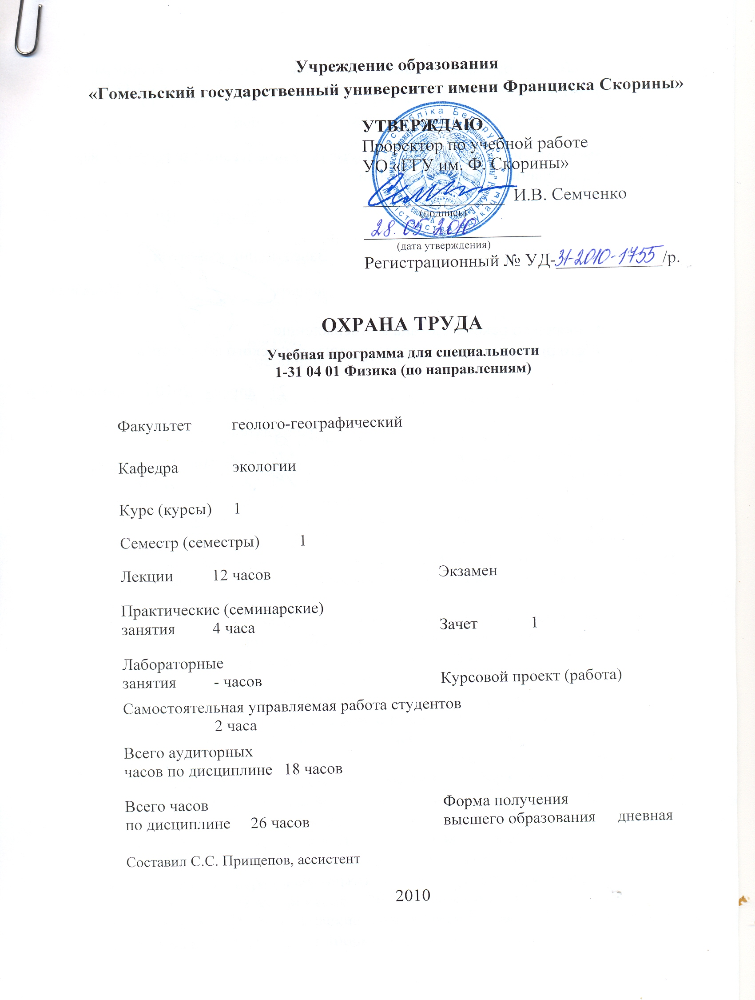 Учреждение образования
«Гомельский государственный университет имени Франциска Скорины»
УТВЕРЖДАЮ
Проректор по учебной работе
УО «ГГУ им. Ф. Скорины»
И.В. Семченко
(подпись)
28. 05 2010
(дата утверждения)
Регистрационный № УД-31-2010-1755/р.
Рэспубліка Беларусь * Міністэрства адукацыі *
ОХРАНА ТРУДА
Учебная программа для специальности
1-31 04 01 Физика (по направлениям)
Факультет геолого-географический
Кафедра экологии
Курс (курсы) 1
Семестр (семестры) 1
Лекции 12 часов Экзамен
Практические (семинарские)
занятия 4 часа Зачет 1
Лабораторные
занятия - часов Курсовой проект (работа)
Самостоятельная управляемая работа студентов
2 часа
Всего аудиторных
часов по дисциплине 18 часов
Всего часов
по дисциплине 26 часов
Форма получения
высшего образования дневная
Составил С.С. Прищепов, ассистент
2010